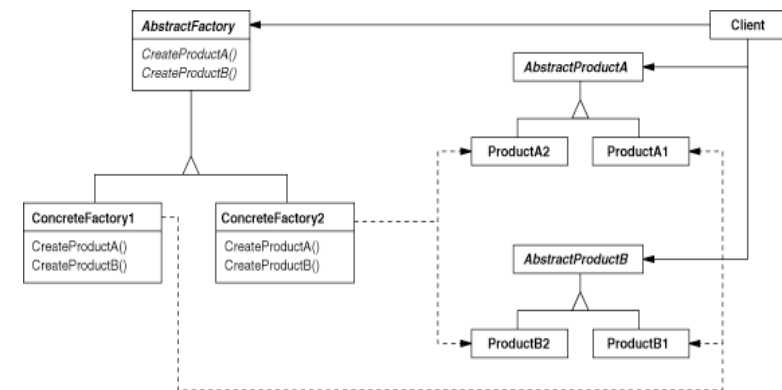 AbstractFactory
CreateProductA()
CreateProductB()
Client
AbstractProductA
ProductA2
ProductA1
ConcreteFactory1
CreateProductA()
CreateProductB()
ConcreteFactory2
CreateProductA()
CreateProductB()
AbstractProductB
ProductB2
ProductB1